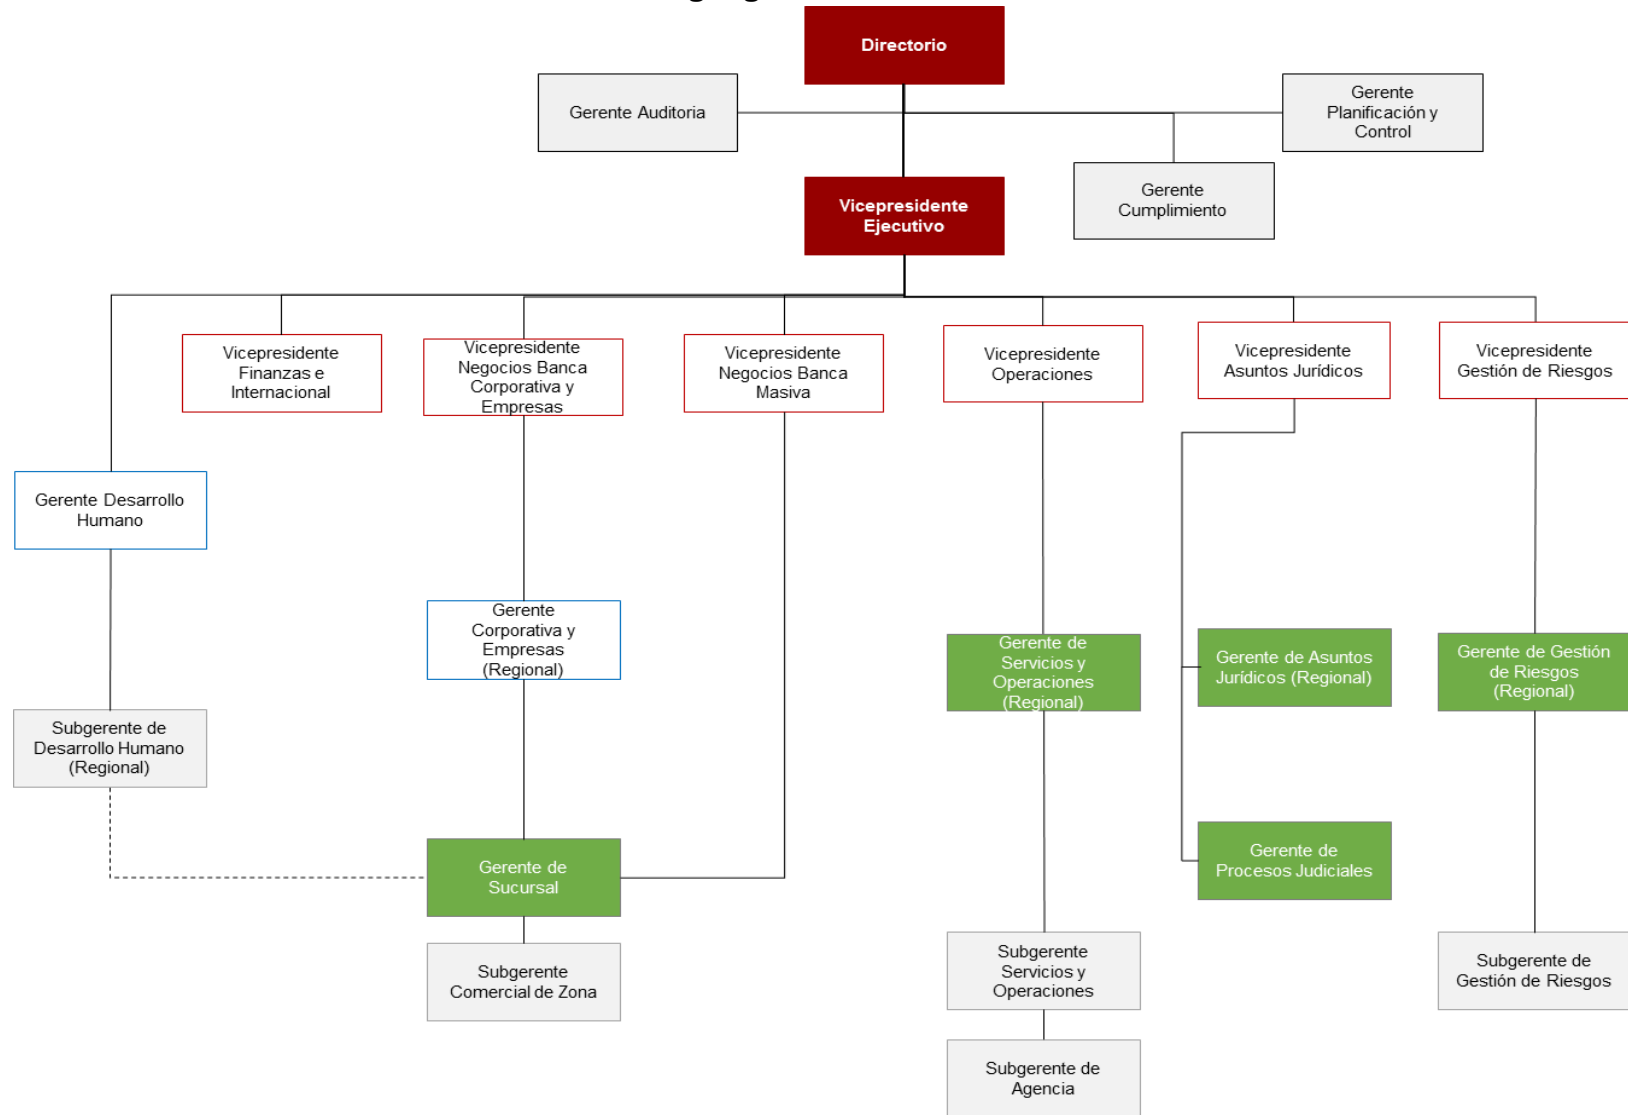 Directorio
Gerente Auditoria
Gerente
Planificación y
Control
Gerente
Cumplimiento
Vicepresidente
Ejecutivo
Vicepresidente
Finanzas e
Internacional
Vicepresidente
Negocios Banca
Corporativa y
Empresas
Vicepresidente
Negocios Banca
Masiva
Vicepresidente
Operaciones
Vicepresidente
Asuntos Jurídicos
Vicepresidente
Gestión de Riesgos
Gerente Desarrollo
Humano
Gerente
Corporativa y
Empresas
(Regional)
Gerente de
Servicios y
Operaciones
(Regional)
Gerente de Asuntos
Jurídicos (Regional)
Gerente de Gestión
de Riesgos
(Regional)
Subgerente de
Desarrollo Humano
(Regional)
Gerente de
Sucursal
Gerente de
Procesos Judiciales
Subgerente
Comercial de Zona
Subgerente
Servicios y
Operaciones
Subgerente de
Gestión de Riesgos
Subgerente de
Agencia